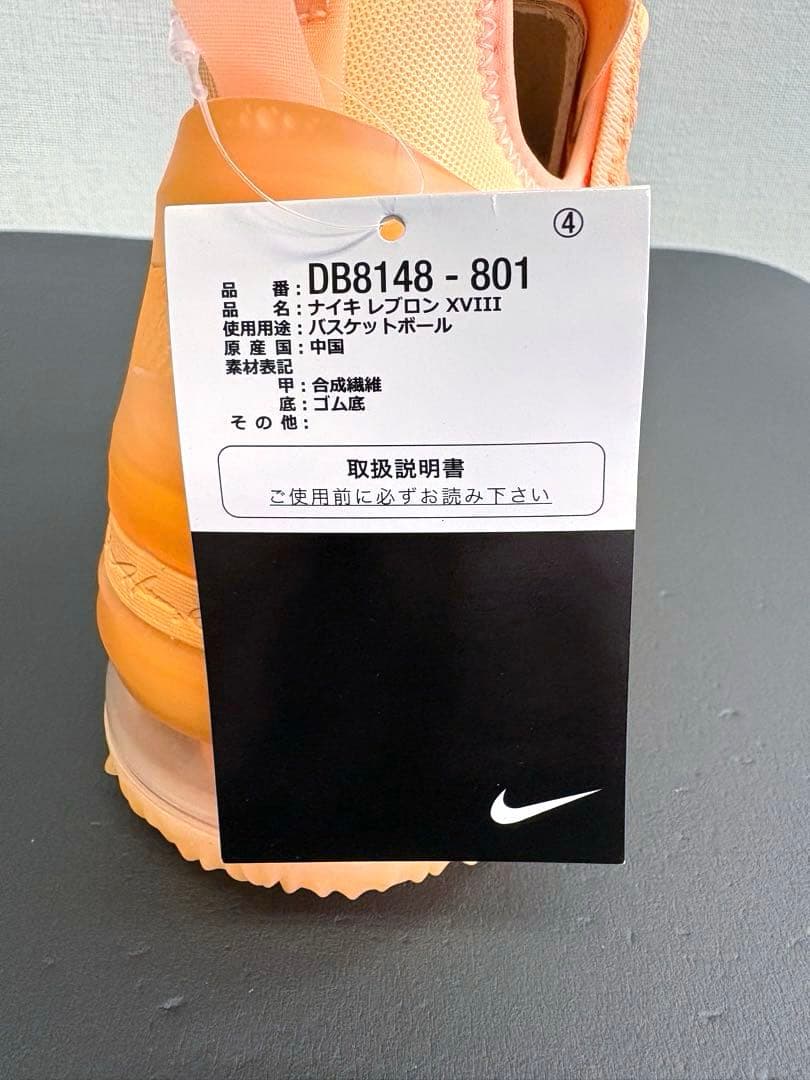 ④
品 番：DB8148 - 801
品 名：ナイキ レブロン XVIII
使用用途：バスケットボール
原 産 国：中国
素材表記
甲：合成繊維
底：ゴム底
そ の 他：
取扱説明書
ご使用前に必ずお読み下さい